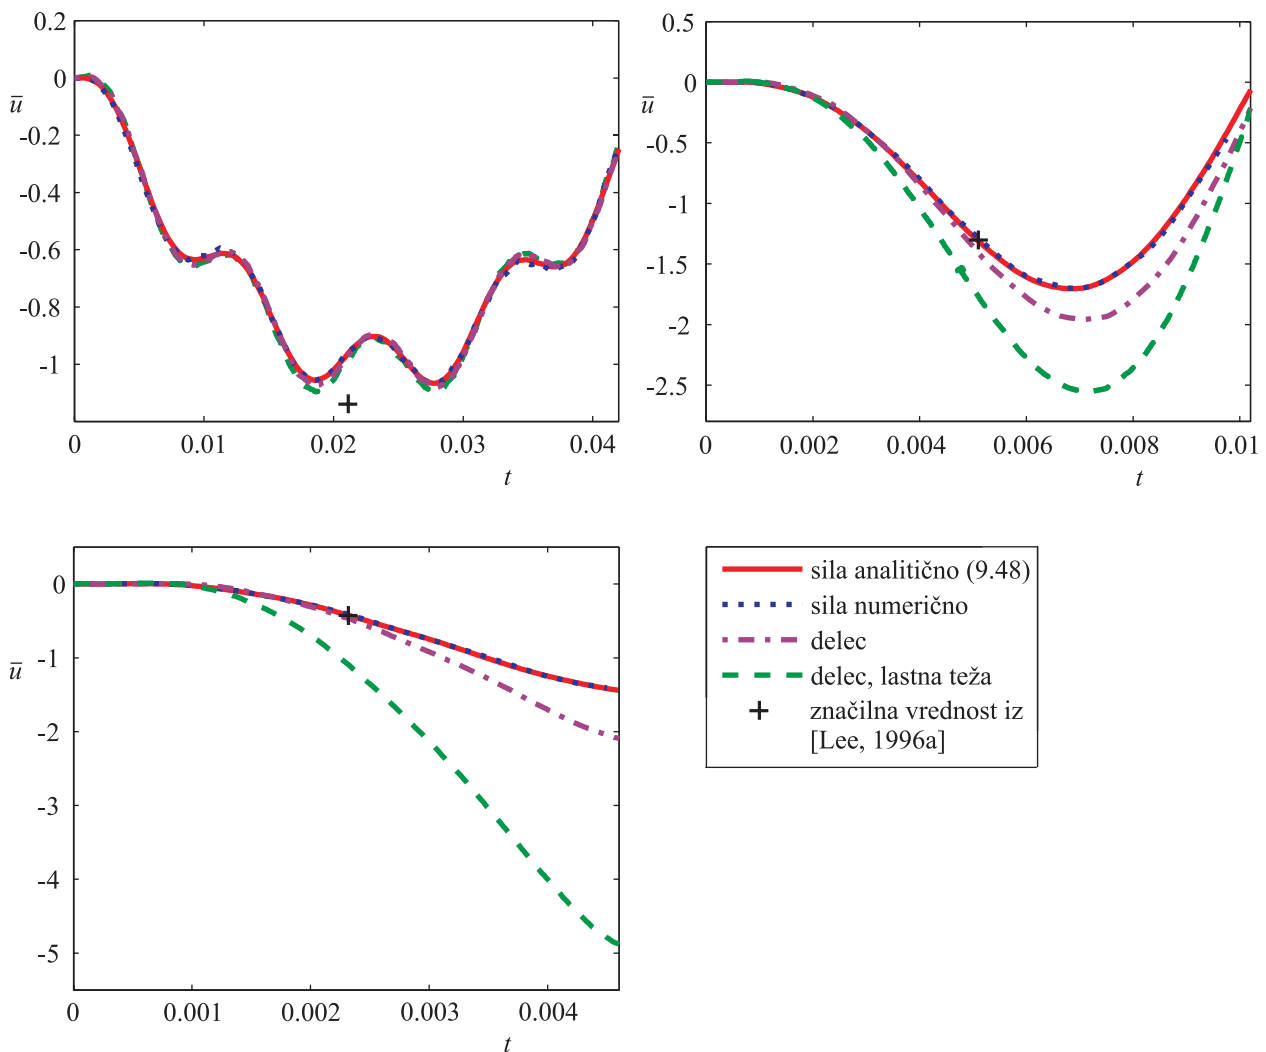 0.2
0
-0.2
-0.4
-0.6
-0.8
-1
u̅
0 0.01 0.02 0.03 0.04
t
0.5
0
-0.5
-1
-1.5
-2
-2.5
u̅
0 0.002 0.004 0.006 0.008 0.01
t
0
-1
-2
-3
-4
-5
u̅
0 0.001 0.002 0.003 0.004
t
sila analitično (9.48)
sila numerično
delec
delec, lastna teža
značilna vrednost iz
[Lee, 1996a]